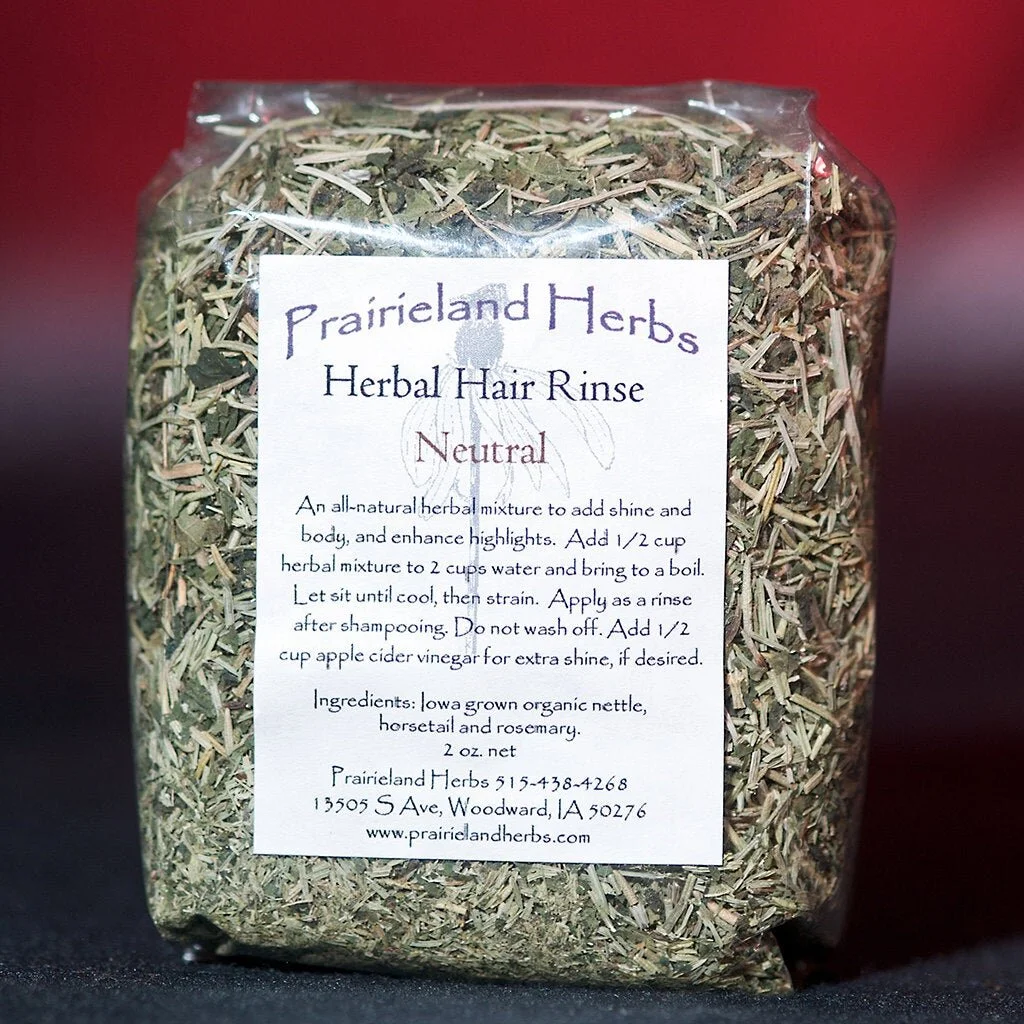 Prairieland Herbs
Herbal Hair Rinse
Neutral
An all-natural herbal mixture to add shine and
body, and enhance highlights. Add 1/2 cup
herbal mixture to 2 cups water and bring to a boil.
Let sit until cool, then strain. Apply as a rinse
after shampooing. Do not wash off. Add 1/2
cup apple cider vinegar for extra shine, if desired.
Ingredients: Iowa grown organic nettle,
horsetail and rosemary.
2 oz. net
Prairieland Herbs 515-438-4268
13505 S Ave, Woodward, IA 50276
www.prairielandherbs.com